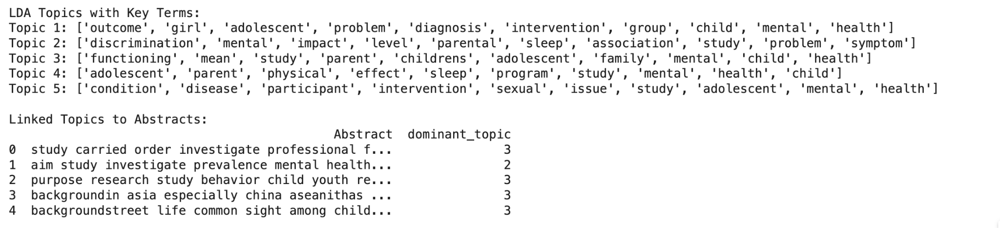 LDA Topics with Key Terms:
Topic 1: ['outcome', 'girl', 'adolescent', 'problem', 'diagnosis', 'intervention', 'group', 'child', 'mental', 'health']
Topic 2: ['discrimination', 'mental', 'impact', 'level', 'parental', 'sleep', 'association', 'study', 'problem', 'symptom']
Topic 3: ['functioning', 'mean', 'study', 'parent', 'childrens', 'adolescent', 'family', 'mental', 'child', 'health']
Topic 4: ['adolescent', 'parent', 'physical', 'effect', 'sleep', 'program', 'study', 'mental', 'health', 'child']
Topic 5: ['condition', 'disease', 'participant', 'intervention', 'sexual', 'issue', 'study', 'adolescent', 'mental', 'health']
Linked Topics to Abstracts:
Abstract dominant_topic
0 study carried order investigate professional f... 3
1 aim study investigate prevalence mental health... 2
2 purpose research study behavior child youth re... 3
3 backgroundin asia especially china aseanithas ... 3
4 backgroundstreet life common sight among child... 3